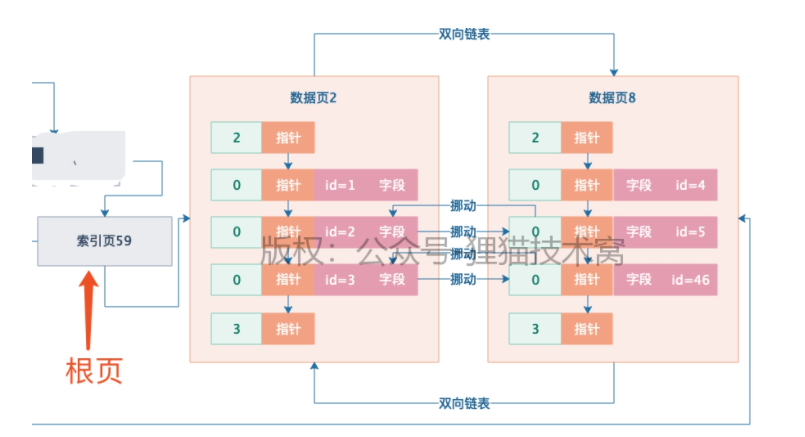 双向链表
数据页2
数据页8
2 指针
2 指针
0 指针 id=1 字段
0 指针 字段 id=4
挪动
0 指针 id=2 字段
挪动
0 指针 字段 id=5
索引页59
版权：公众号 狸猫技术窝
挪动
0 指针 id=3 字段
挪动
0 指针 字段 id=46
3 指针
3 指针
根页
双向链表